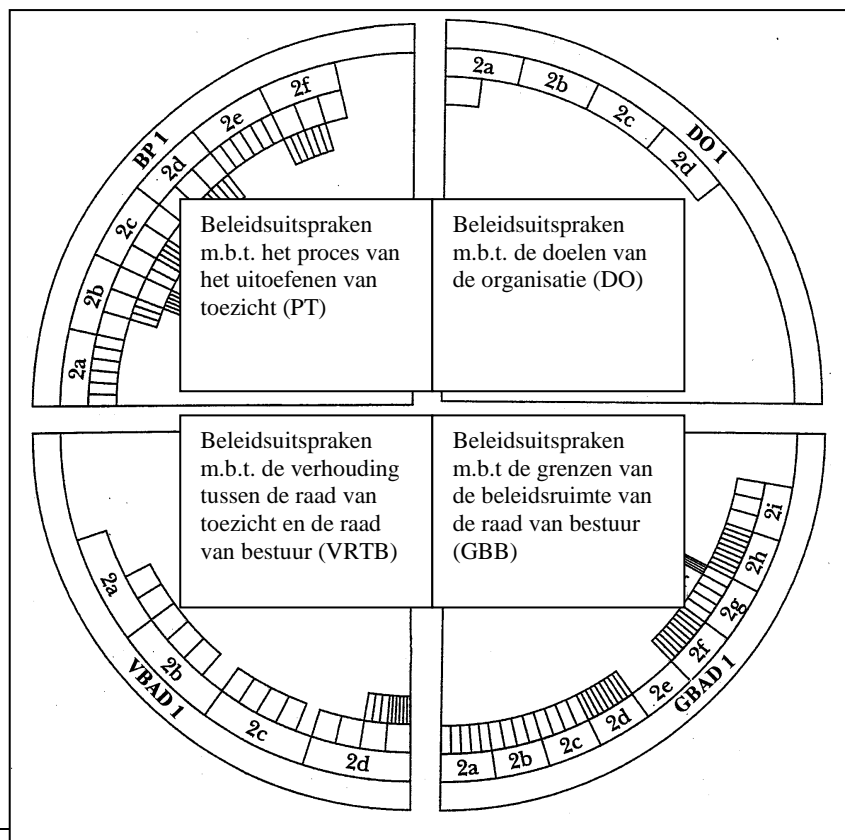 BP 1
2a
2b
2c
2d
2e
2f
DO 1
2a
2b
2c
2d
Beleidsuitspraken
m.b.t. het proces van
het uitoefenen van
toezicht (PT)
Beleidsuitspraken
m.b.t. de doelen van
de organisatie (DO)
Beleidsuitspraken
m.b.t. de verhouding
tussen de raad van
toezicht en de raad
van bestuur (VRTB)
Beleidsuitspraken
m.b.t de grenzen van
de beleidsruimte van
de raad van bestuur
(GBB)
VBAD 1
2a
2b
2c
2d
GBAD 1
2a
2b
2c
2d
2e
2f
2g
2h
2i